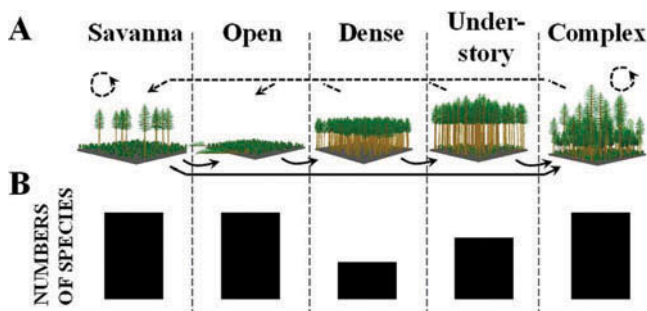 A
Savanna
Open
Dense
Under-
story
Complex
B
NUMBERS
OF SPECIES